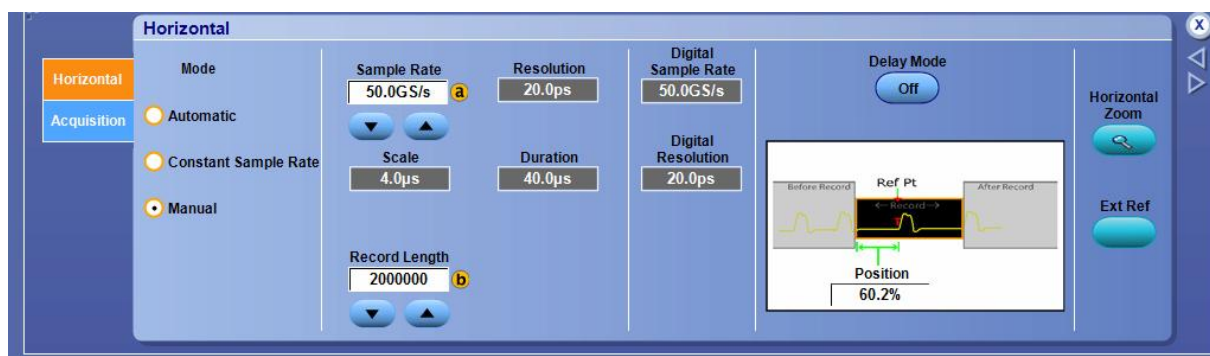 Horizontal
X
Horizontal
Acquisition
Mode
Automatic
Constant Sample Rate
Manual
Sample Rate
50.0GS/s
a
Scale
4.0µs
Record Length
2000000
b
Resolution
20.0ps
Duration
40.0µs
Digital
Sample Rate
50.0GS/s
Digital
Resolution
20.0ps
Delay Mode
Off
Before Record
Ref Pt
After Record
Record
T
Position
60.2%
Horizontal
Zoom
Ext Ref